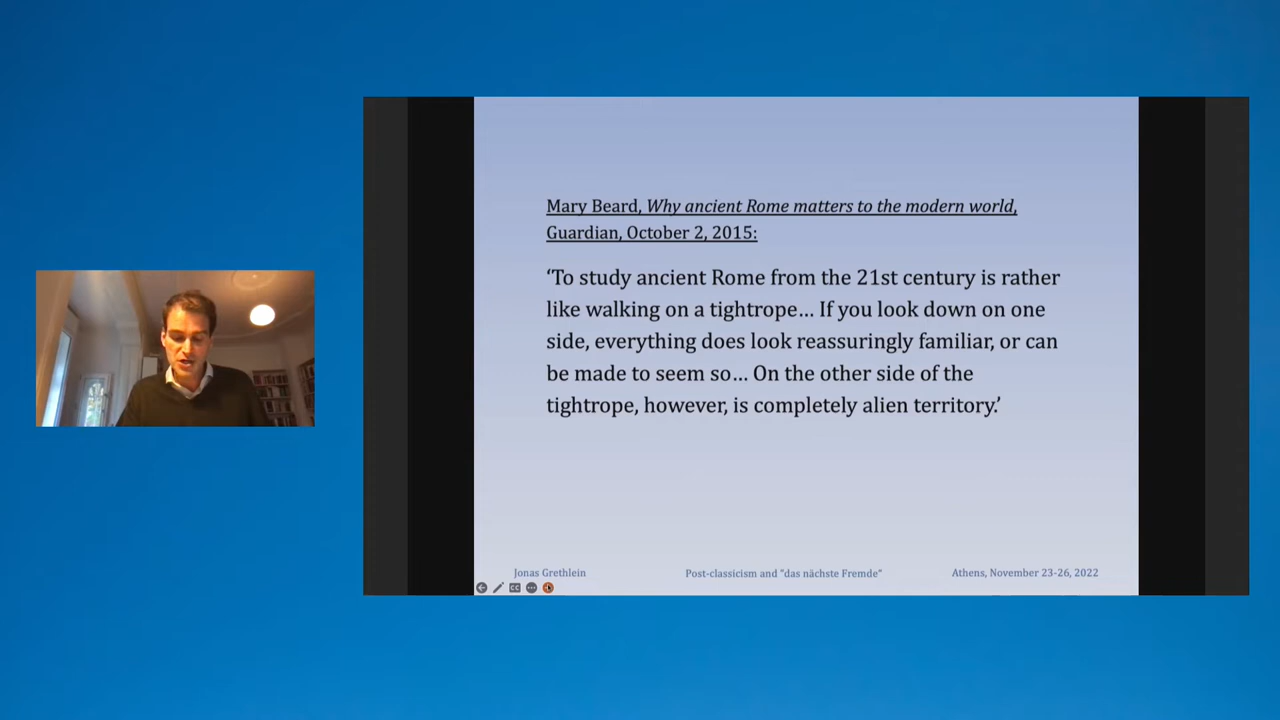 Mary Beard, Why ancient Rome matters to the modern world,
Guardian, October 2, 2015:
‘To study ancient Rome from the 21st century is rather
like walking on a tightrope… If you look down on one
side, everything does look reassuringly familiar, or can
be made to seem so… On the other side of the
tightrope, however, is completely alien territory.’
Jonas Grethlein
Post-classicism and "das nächste Fremde"
Athens, November 23-26, 2022
CC